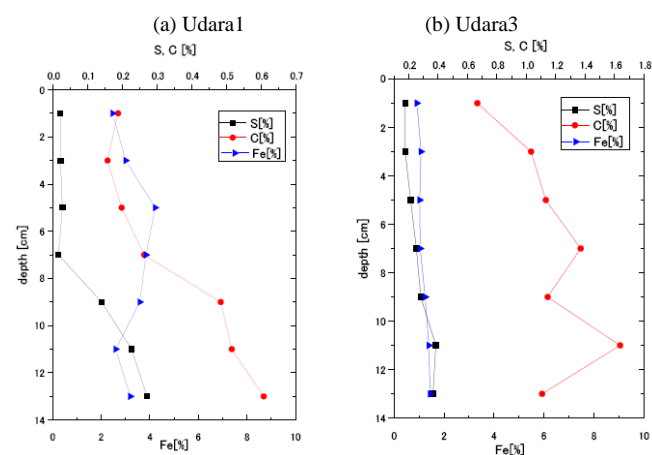 (a) Udara1
S, C [%]
0.0 0.1 0.2 0.3 0.4 0.5 0.6 0.7
0
2
4
6
8
10
12
14
depth [cm]
S[%]
C[%]
Fe[%]
0 2 4 6 8 10
Fe[%]
(b) Udara3
S, C [%]
0.2 0.4 0.6 0.8 1.0 1.2 1.4 1.6 1.8
0
2
4
6
8
10
12
14
depth [cm]
S[%]
C[%]
Fe[%]
0 2 4 6 8 10
Fe[%]